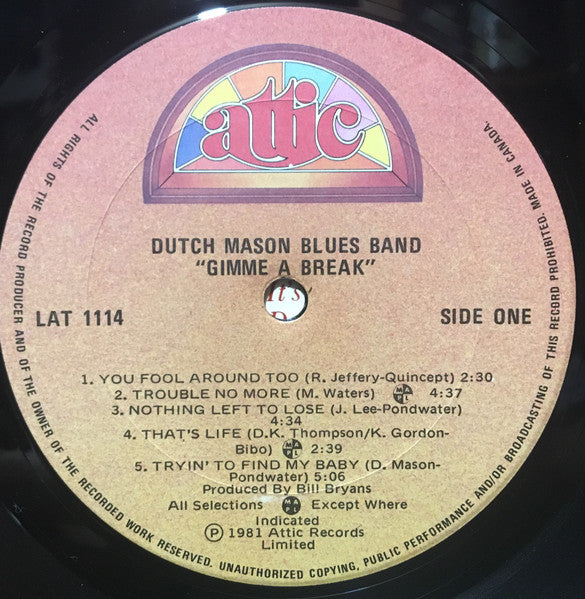 attic
DUTCH MASON BLUES BAND
“GIMME A BREAK”
It's
LAT 1114
SIDE ONE
1. YOU FOOL AROUND TOO (R. Jeffery-Quincept) 2:30
2. TROUBLE NO MORE (M. Waters) MAPL 4:37
3. NOTHING LEFT TO LOSE (J. Lee-Pondwater)
4:34
4. THAT'S LIFE (D.K. Thompson/K. Gordon-
Bibo) MAPL 2:39
5. TRYIN' TO FIND MY BABY (D. Mason-
Pondwater) 5:06
Produced By Bill Bryans
All Selections MAPL Except Where
Indicated
Ⓟ 1981 Attic Records
Limited
ALL RIGHTS OF THE RECORD PRODUCER AND OF THE OWNER OF THE RECORDED WORK RESERVED. UNAUTHORIZED COPYING, PUBLIC PERFORMANCE AND/OR BROADCASTING OF THIS RECORD PROHIBITED. MADE IN CANADA.